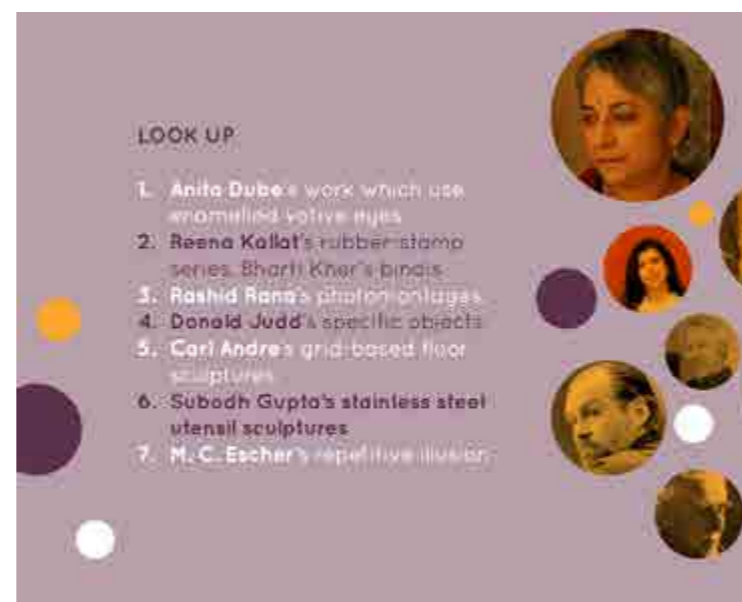 LOOK UP
1. Anita Dube's work which use
enamelled votive eyes
2. Reena Kallat's rubber stamp
series, Bharti Kher's bindis
3. Rashid Rana's photomontages
4. Donald Judd's specific objects
5. Carl Andre's grid-based floor
sculptures
6. Subodh Gupta's stainless steel
utensil sculptures
7. M. C. Escher's repetitive illusion